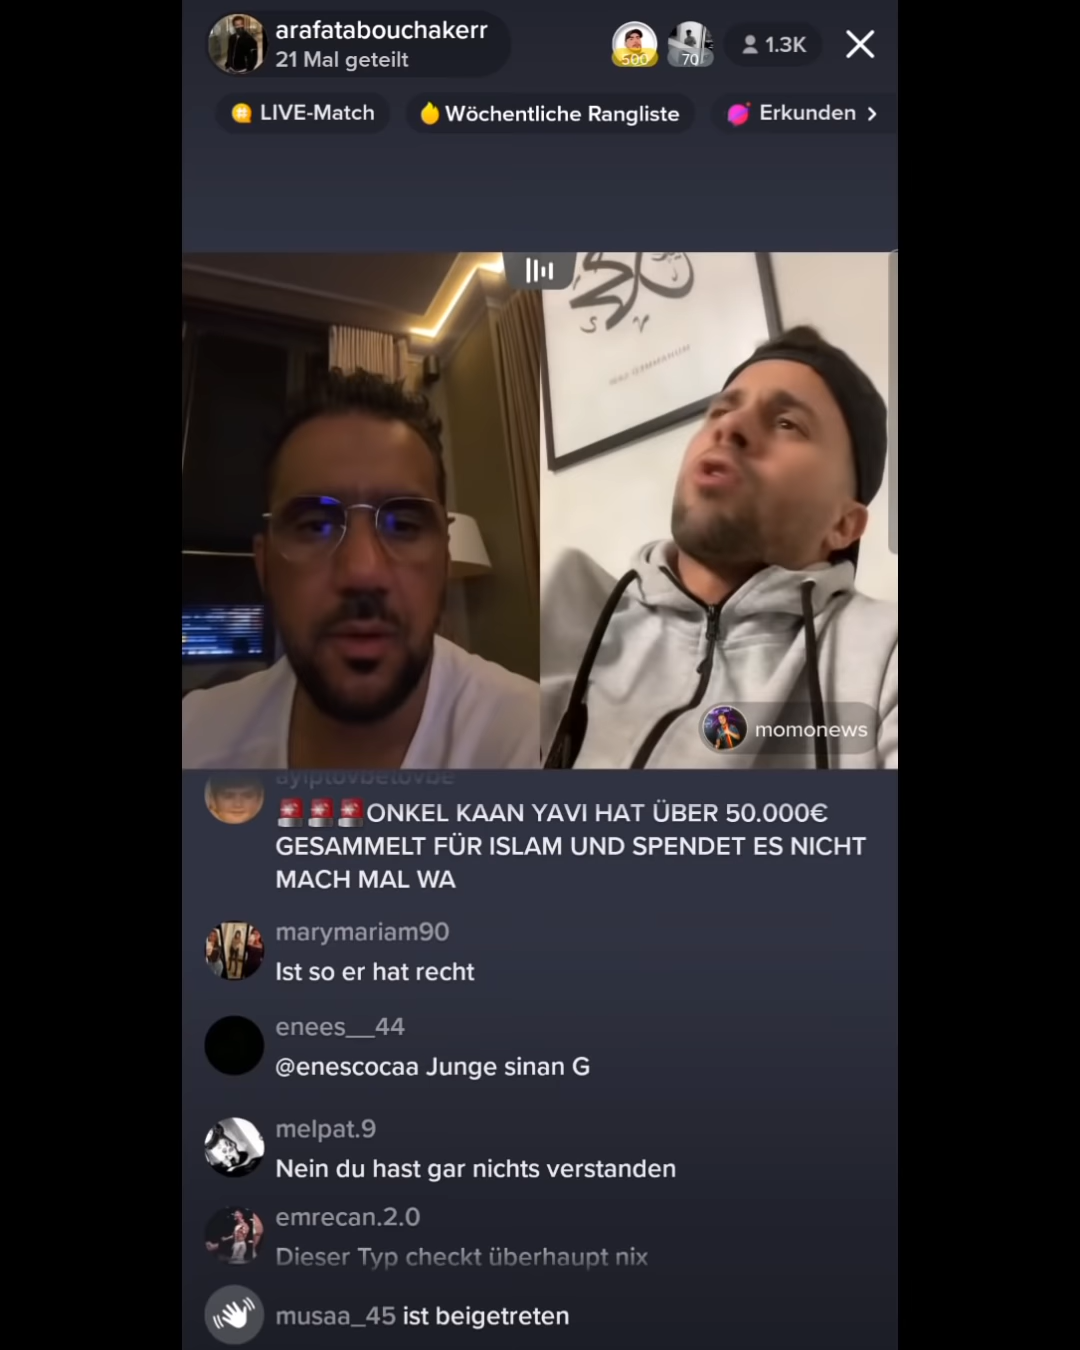 arafatabouchakerr
21 Mal geteilt
500
70
1.3K
LIVE-Match
Wöchentliche Rangliste
Erkunden
momonews
🚨🚨🚨ONKEL KAAN YAVI HAT ÜBER 50.000€
GESAMMELT FÜR ISLAM UND SPENDET ES NICHT
MACH MAL WA
marymariam90
Ist so er hat recht
enees__44
@enescocaa Junge sinan G
melpat.9
Nein du hast gar nichts verstanden
emrecan.2.0
Dieser Typ checkt überhaupt nix
musaa_45 ist beigetreten